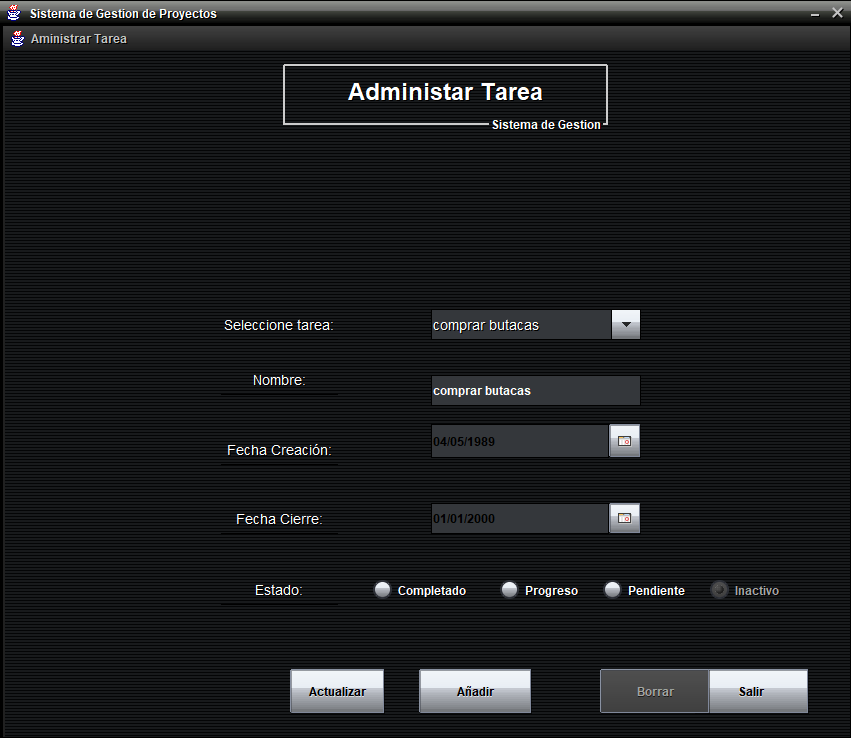 Sistema de Gestion de Proyectos
Aministrar Tarea
Administar Tarea
Sistema de Gestion
Seleccione tarea: comprar butacas
Nombre: comprar butacas
Fecha Creación: 04/05/1989
Fecha Cierre: 01/01/2000
Estado: Completado Progreso Pendiente Inactivo
Actualizar Añadir Borrar Salir